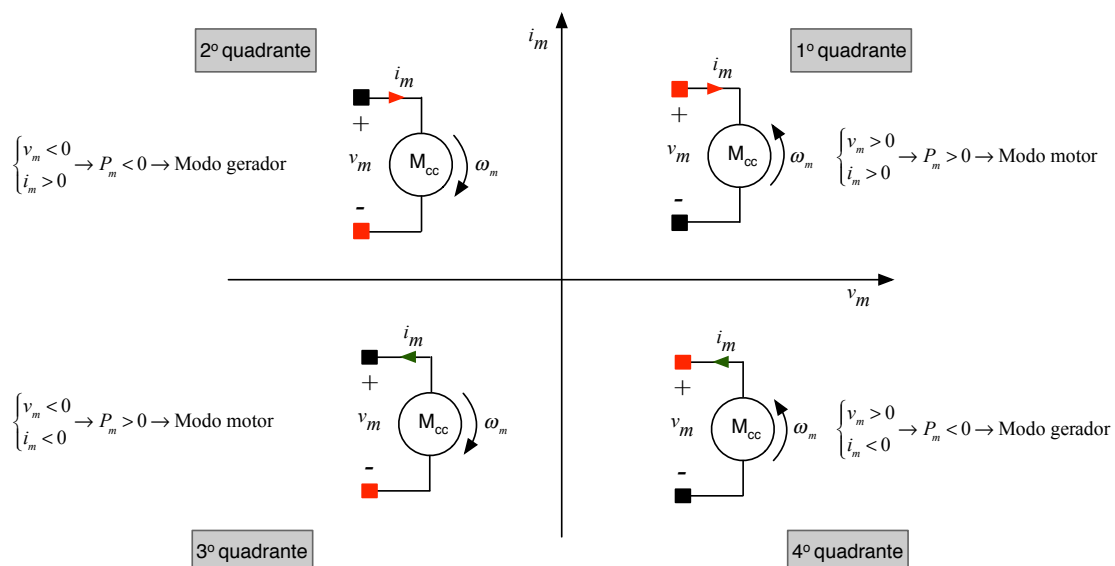 2º quadrante
i_m
1º quadrante
i_m
+
v_m
-
M_cc
ω_m
{v_m < 0
i_m > 0
→ P_m < 0 → Modo gerador
i_m
+
v_m
-
M_cc
ω_m
{v_m > 0
i_m > 0
→ P_m > 0 → Modo motor
v_m
i_m
+
v_m
-
M_cc
ω_m
{v_m < 0
i_m < 0
→ P_m > 0 → Modo motor
i_m
+
v_m
-
M_cc
ω_m
{v_m > 0
i_m < 0
→ P_m < 0 → Modo gerador
3º quadrante
4º quadrante